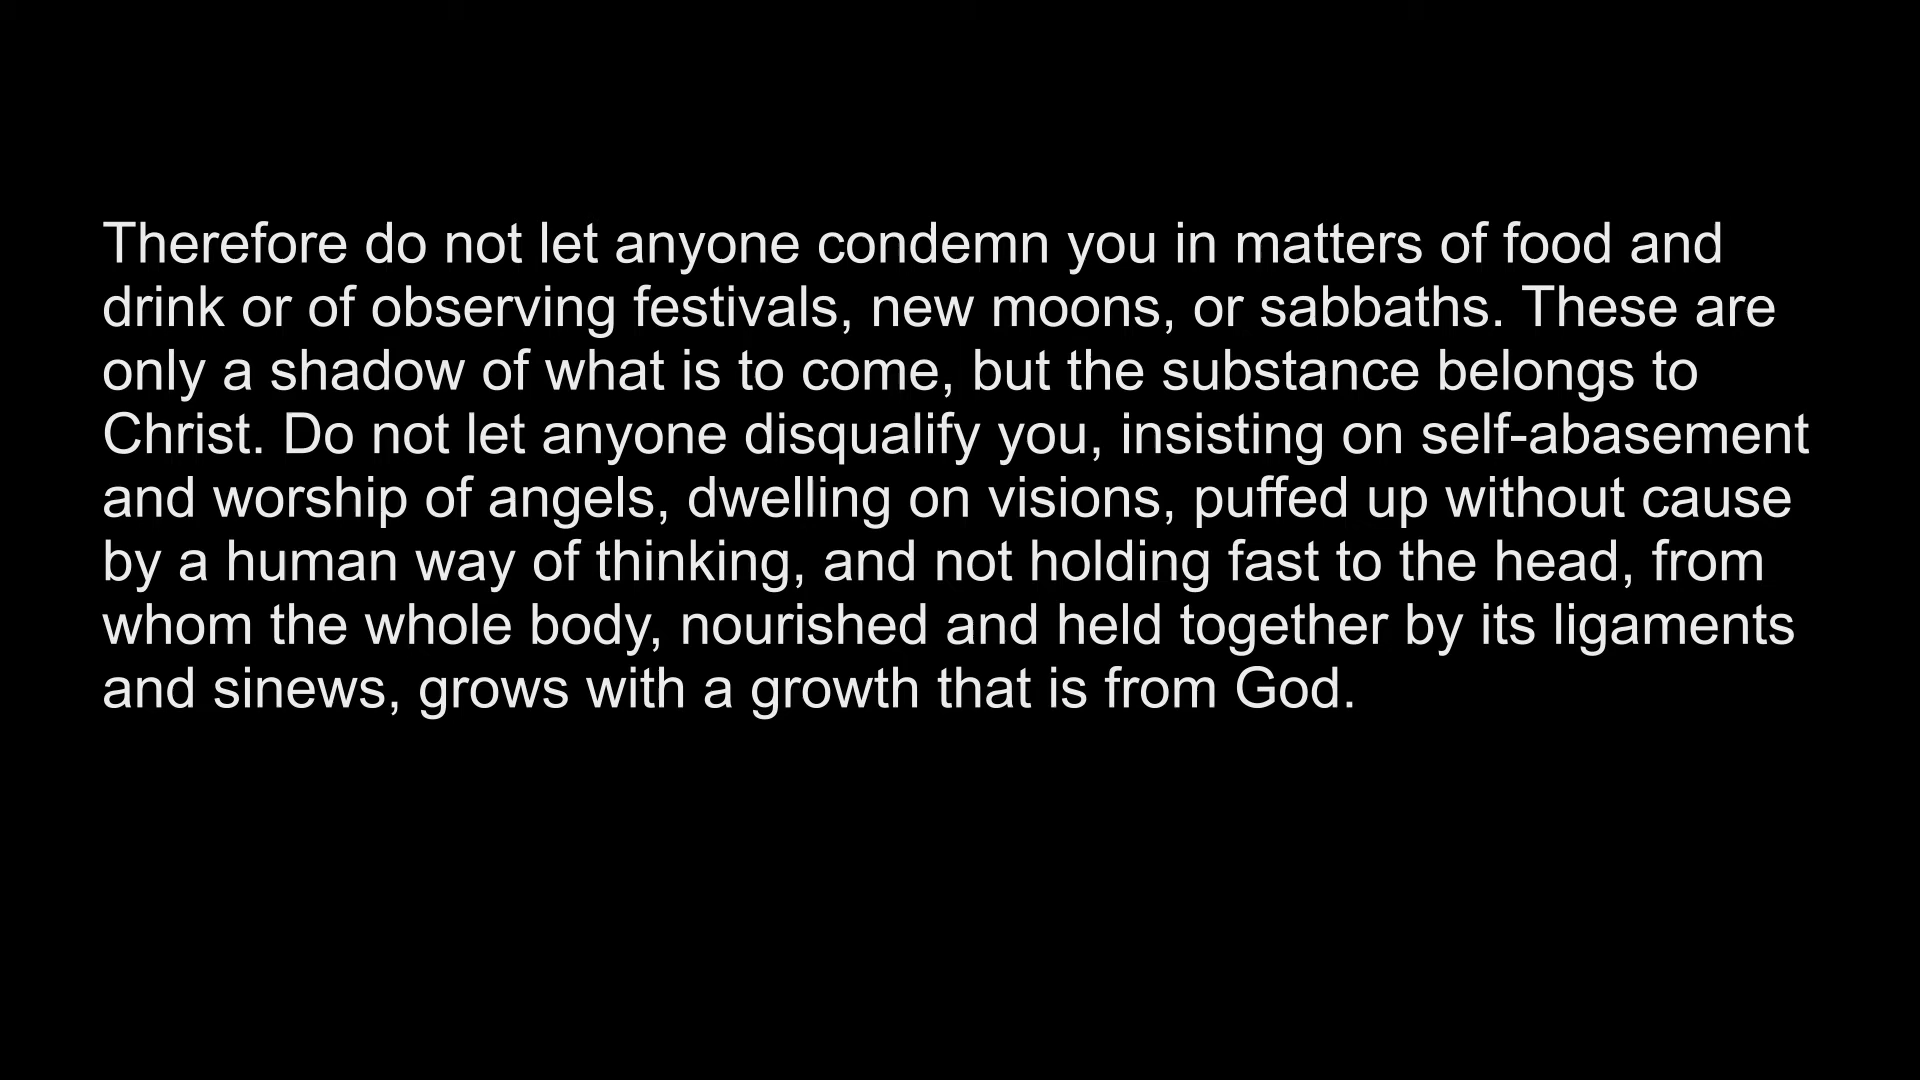 Therefore do not let anyone condemn you in matters of food and
drink or of observing festivals, new moons, or sabbaths. These are
only a shadow of what is to come, but the substance belongs to
Christ. Do not let anyone disqualify you, insisting on self-abasement
and worship of angels, dwelling on visions, puffed up without cause
by a human way of thinking, and not holding fast to the head, from
whom the whole body, nourished and held together by its ligaments
and sinews, grows with a growth that is from God.